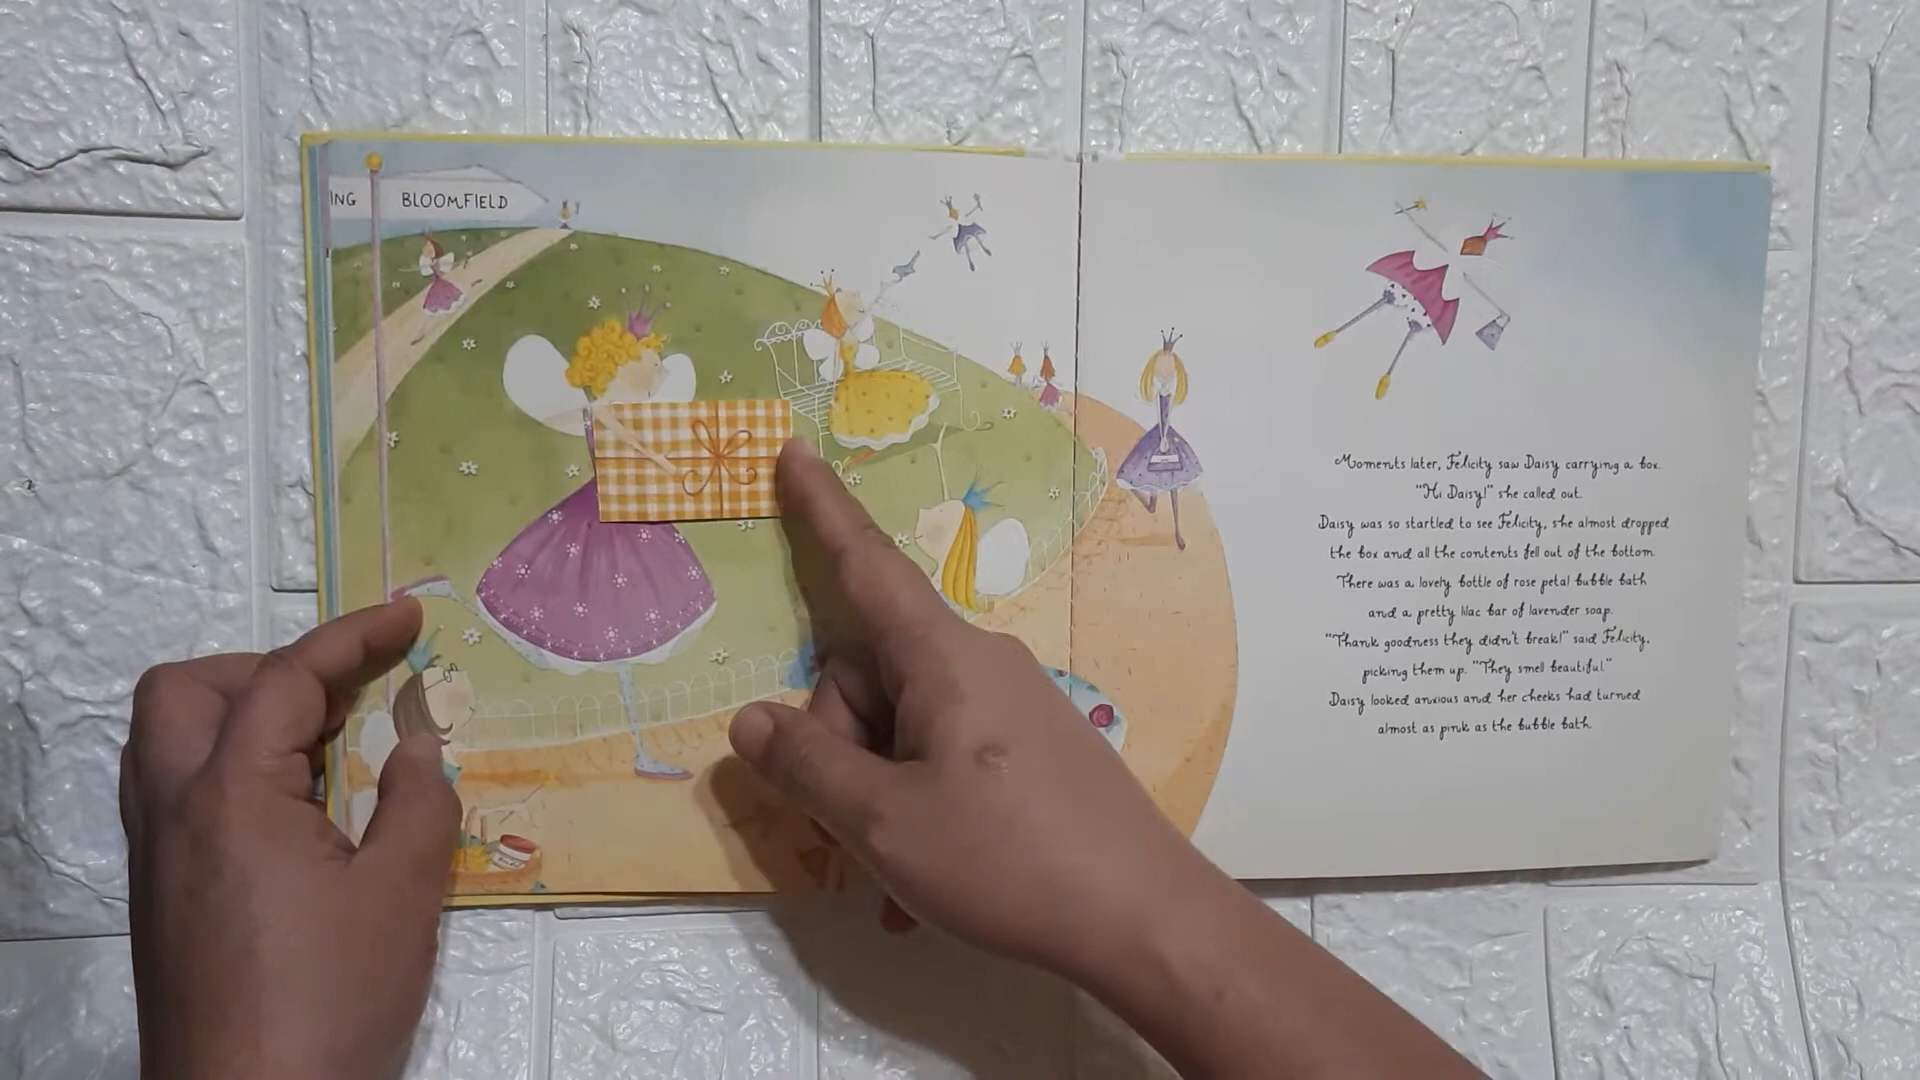 ING
BLOOMFIELD
Moments later, Felicity saw Daisy carrying a box.
"Hi Daisy!" she called out.
Daisy was so startled to see Felicity, she almost dropped
the box and all the contents fell out of the bottom.
There was a lovely bottle of rose petal bubble bath
and a pretty lilac bar of lavender soap.
"Thank goodness they didn't break!" said Felicity,
picking them up. "They smell beautiful."
Daisy looked anxious and her cheeks had turned
almost as pink as the bubble bath.